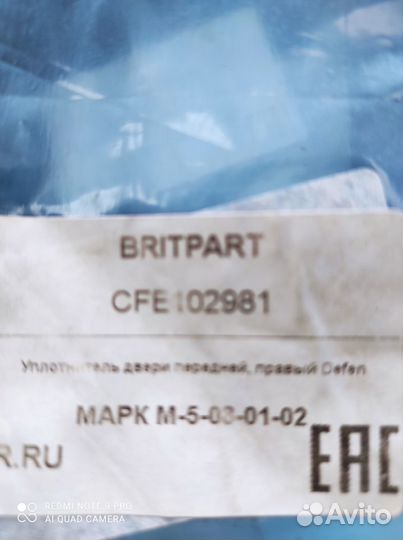 BRITPART
CFE102981
Уплотнитель двери передней, правый Defen
МАРК М-5-03-01-02
R.RU
EAC
REDMI NOTE 9 PRO
AI QUAD CAMERA
Avito